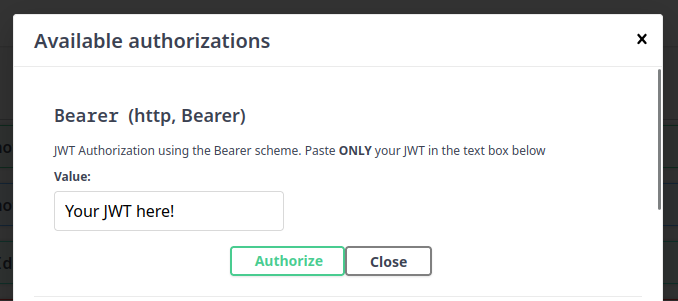 Available authorizations
Bearer (http, Bearer)
JWT Authorization using the Bearer scheme. Paste ONLY your JWT in the text box below
Value:
Your JWT here!
Authorize
Close